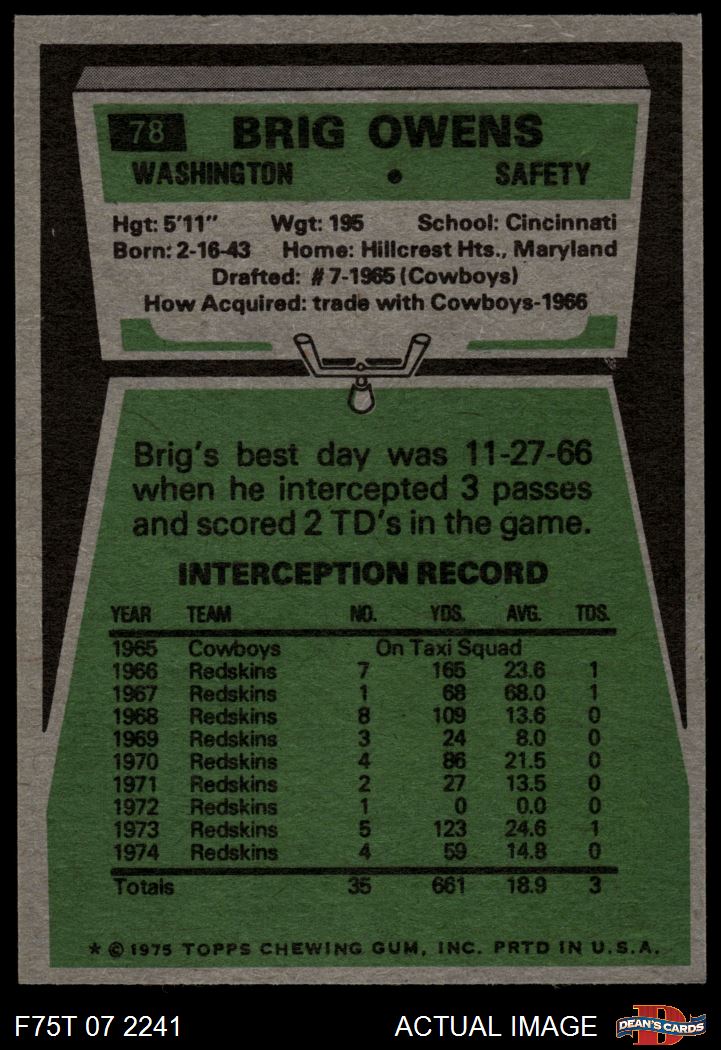 78 BRIG OWENS
WASHINGTON • SAFETY
Hgt: 5'11" Wgt: 195 School: Cincinnati
Born: 2-16-43 Home: Hillcrest Hts., Maryland
Drafted: #7-1965 (Cowboys)
How Acquired: trade with Cowboys-1966
Brig's best day was 11-27-66
when he intercepted 3 passes
and scored 2 TD's in the game.
INTERCEPTION RECORD
YEAR TEAM NO. YDS. AVG. TDS.
1965 Cowboys On Taxi Squad
1966 Redskins 7 165 23.6 1
1967 Redskins 1 68 68.0 1
1968 Redskins 8 109 13.6 0
1969 Redskins 3 24 8.0 0
1970 Redskins 4 86 21.5 0
1971 Redskins 2 27 13.5 0
1972 Redskins 1 0 0.0 0
1973 Redskins 5 123 24.6 1
1974 Redskins 4 59 14.8 0
Totals 35 661 18.9 3
* © 1975 TOPPS CHEWING GUM, INC. PRTD IN U.S.A.
F75T 07 2241 ACTUAL IMAGE D DEAN'S CARDS